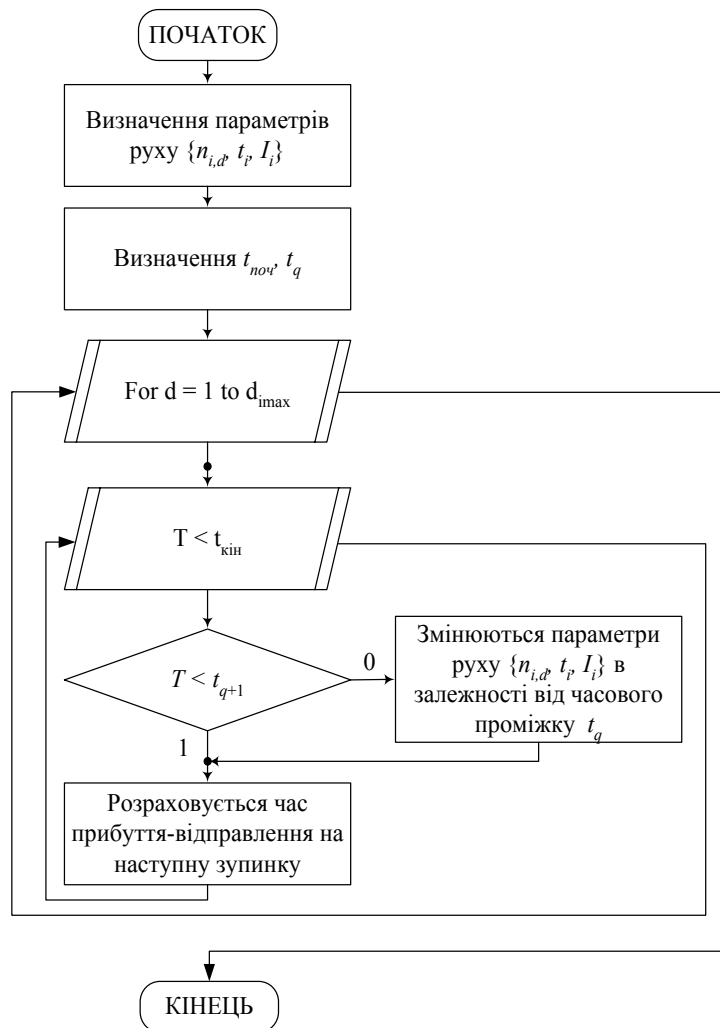 ПОЧАТОК
Визначення параметрів
руху {n_{i,d}, t_i, I_i}
Визначення t_{поч}, t_q
For d = 1 to d_{imax}
T < t_{кін}
T < t_{q+1}
0
Змінюються параметри
руху {n_{i,d}, t_i, I_i} в
залежності від часового
проміжку t_q
1
Розраховується час
прибуття-відправлення на
наступну зупинку
КІНЕЦЬ